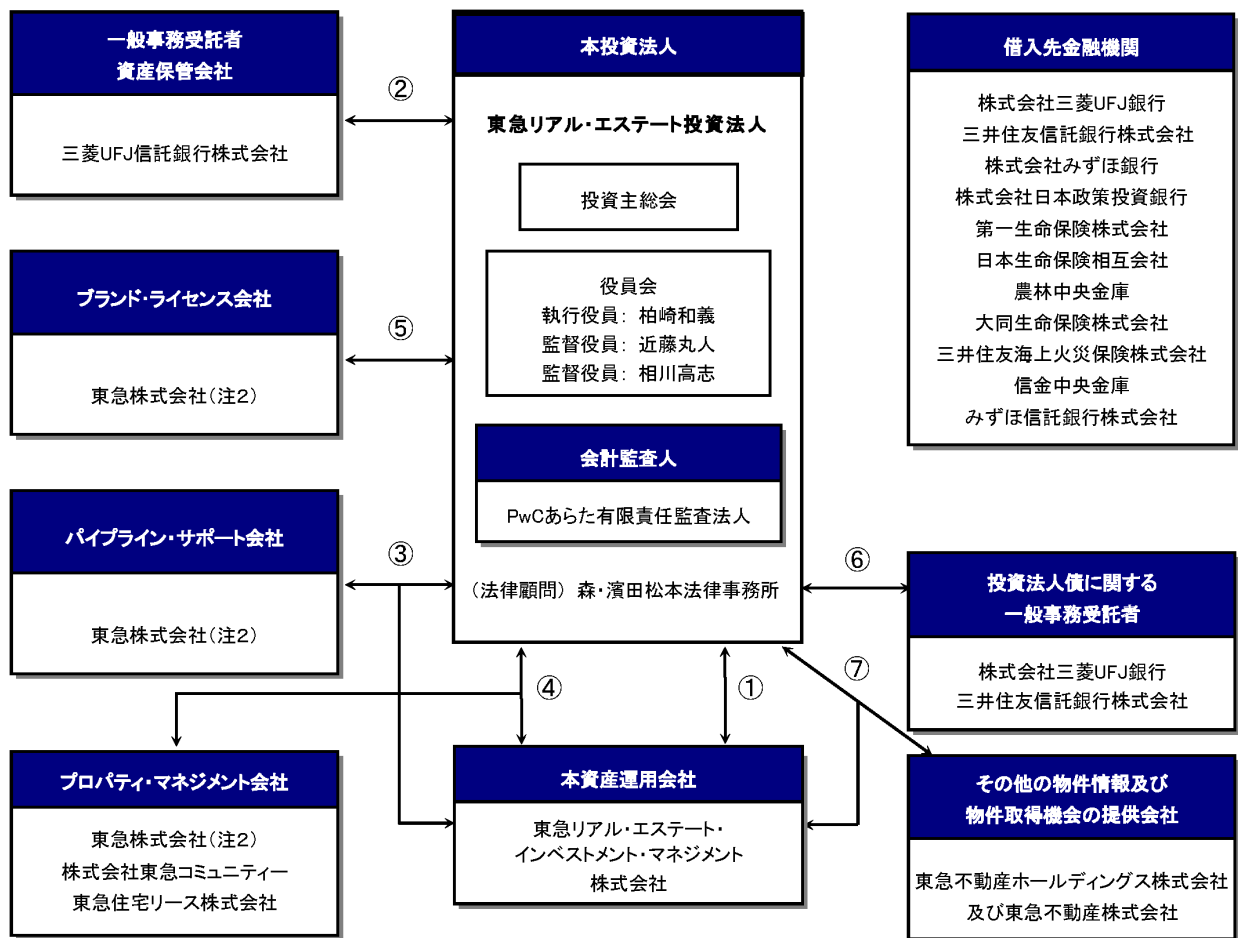 一般事務受託者
資産保管会社
三菱UFJ信託銀行株式会社
②
ブランド・ライセンス会社
東急株式会社（注2）
⑤
パイプライン・サポート会社
東急株式会社（注2）
③
プロパティ・マネジメント会社
東急株式会社（注2）
株式会社東急コミュニティー
東急住宅リース株式会社
④
本投資法人
東急リアル・エステート投資法人
投資主総会
役員会
執行役員： 柏崎和義
監督役員： 近藤丸人
監督役員： 相川高志
会計監査人
PwCあらた有限責任監査法人
（法律顧問） 森・濱田松本法律事務所
①
本資産運用会社
東急リアル・エステート・
インベストメント・マネジメント
株式会社
借入先金融機関
株式会社三菱UFJ銀行
三井住友信託銀行株式会社
株式会社みずほ銀行
株式会社日本政策投資銀行
第一生命保険株式会社
日本生命保険相互会社
農林中央金庫
大同生命保険株式会社
三井住友海上火災保険株式会社
信金中央金庫
みずほ信託銀行株式会社
⑥
投資法人債に関する
一般事務受託者
株式会社三菱UFJ銀行
三井住友信託銀行株式会社
⑦
その他の物件情報及び
物件取得機会の提供会社
東急不動産ホールディングス株式会社
及び東急不動産株式会社